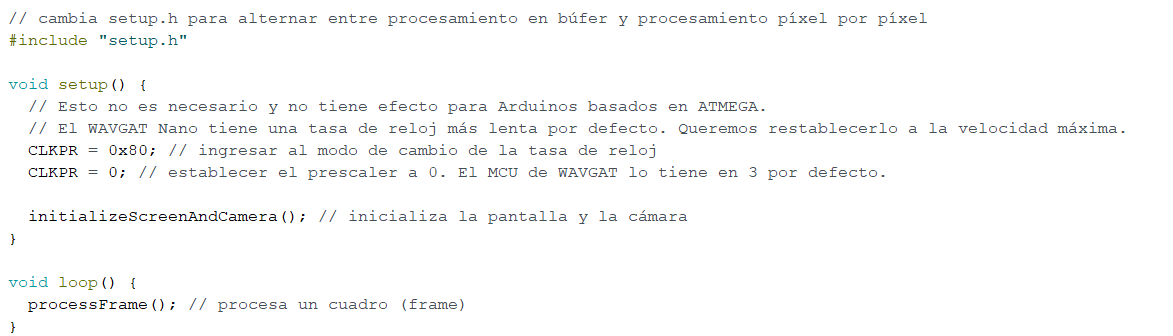 // cambia setup.h para alternar entre procesamiento en búfer y procesamiento píxel por píxel
#include "setup.h"

void setup() {
  // Esto no es necesario y no tiene efecto para Arduinos basados en ATMEGA.
  // El WAVGAT Nano tiene una tasa de reloj más lenta por defecto. Queremos restablecerlo a la velocidad máxima.
  CLKPR = 0x80; // ingresar al modo de cambio de la tasa de reloj
  CLKPR = 0; // establecer el prescaler a 0. El MCU de WAVGAT lo tiene en 3 por defecto.

  initializeScreenAndCamera(); // inicializa la pantalla y la cámara
}

void loop() {
  processFrame(); // procesa un cuadro (frame)
}